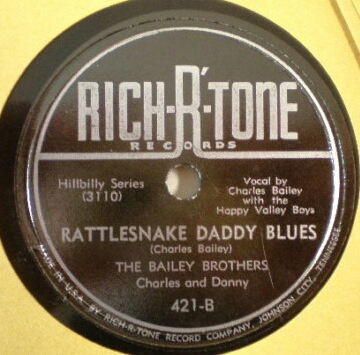 RICH-R'-TONE
RECORDS
Hillbilly Series
(3110)
Vocal by
Charles Bailey
with the
Happy Valley Boys
RATTLESNAKE DADDY BLUES
(Charles Bailey)
THE BAILEY BROTHERS
Charles and Danny
421-B
MADE IN U.S.A. BY RICH-R-TONE RECORD COMPANY, JOHNSON CITY, TENNESSEE